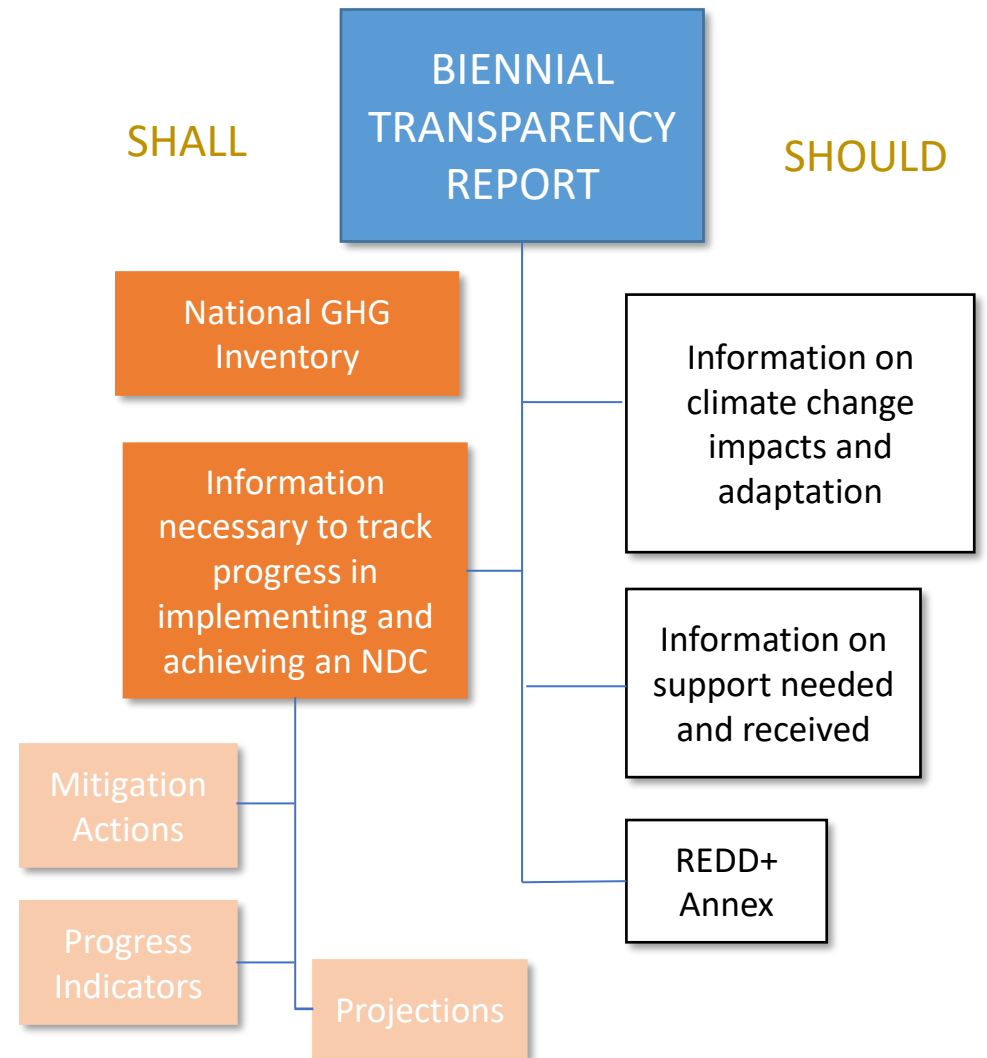 BIENNIAL
TRANSPARENCY
REPORT
SHALL
SHOULD
National GHG
Inventory
Information
necessary to track
progress in
implementing and
achieving an NDC
Mitigation
Actions
Progress
Indicators
Projections
Information on
climate change
impacts and
adaptation
Information on
support needed
and received
REDD+
Annex